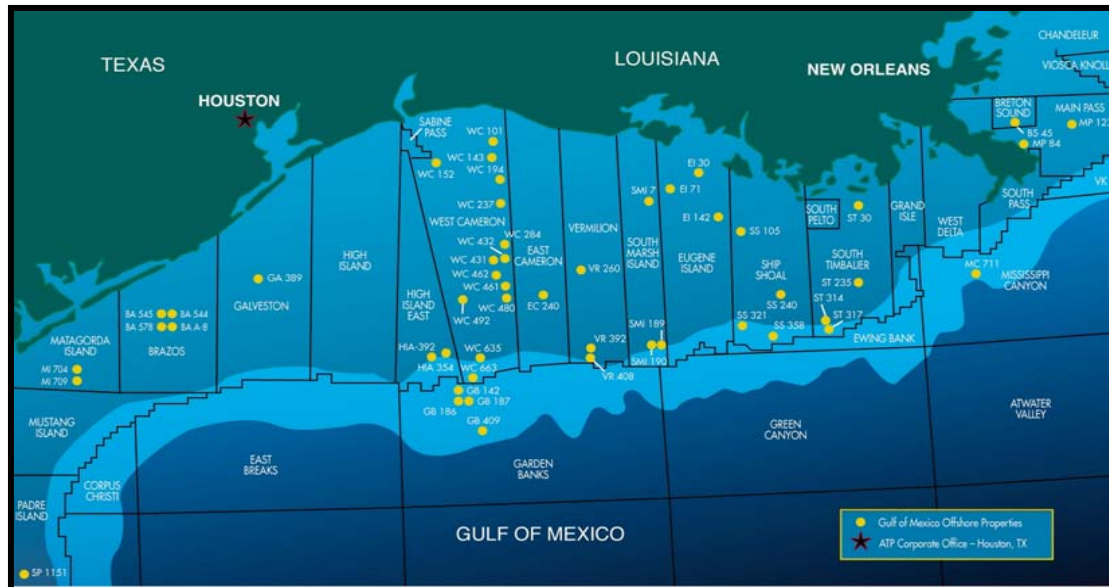 TEXAS
LOUISIANA
CHANDELEUR
VIOSCA KNOLL
HOUSTON
NEW ORLEANS
BRETON
SOUND
MAIN PASS
MP 123
BS 45
MP 84
SABINE
PASS
WC 101
WC 143
WC 152
WC 194
WC 237
WEST CAMERON
WC 284
WC 432
WC 431
WC 462
WC 461
WC 480
WC 492
EAST
CAMERON
EC 240
VERMILION
VR 260
VR 392
VR 408
SMI 7
SOUTH
MARSH
ISLAND
SMI 189
SMI 190
EI 30
EI 71
EI 142
EUGENE
ISLAND
SS 105
SHIP
SHOAL
SS 240
SS 321
SS 358
SOUTH
PELTO
ST 30
SOUTH
TIMBALIER
ST 235
ST 314
ST 317
GRAND
ISLE
WEST
DELTA
SOUTH
PASS
VK
MC 711
MISSISSIPPI
CANYON
EWING BANK
HIGH
ISLAND
HIGH
ISLAND
EAST
HIA-392
HIA 354
WC 635
WC 663
GB 142
GB 187
GB 186
GB 409
GA 389
GALVESTON
BA 545
BA 544
BA 578
BA A-8
BRAZOS
MATAGORDA
ISLAND
MI 704
MI 709
MUSTANG
ISLAND
PADRE
ISLAND
CORPUS
CHRISTI
EAST
BREAKS
GARDEN
BANKS
GREEN
CANYON
ATWATER
VALLEY
GULF OF MEXICO
SP 1151
Gulf of Mexico Offshore Properties
ATP Corporate Office – Houston, TX